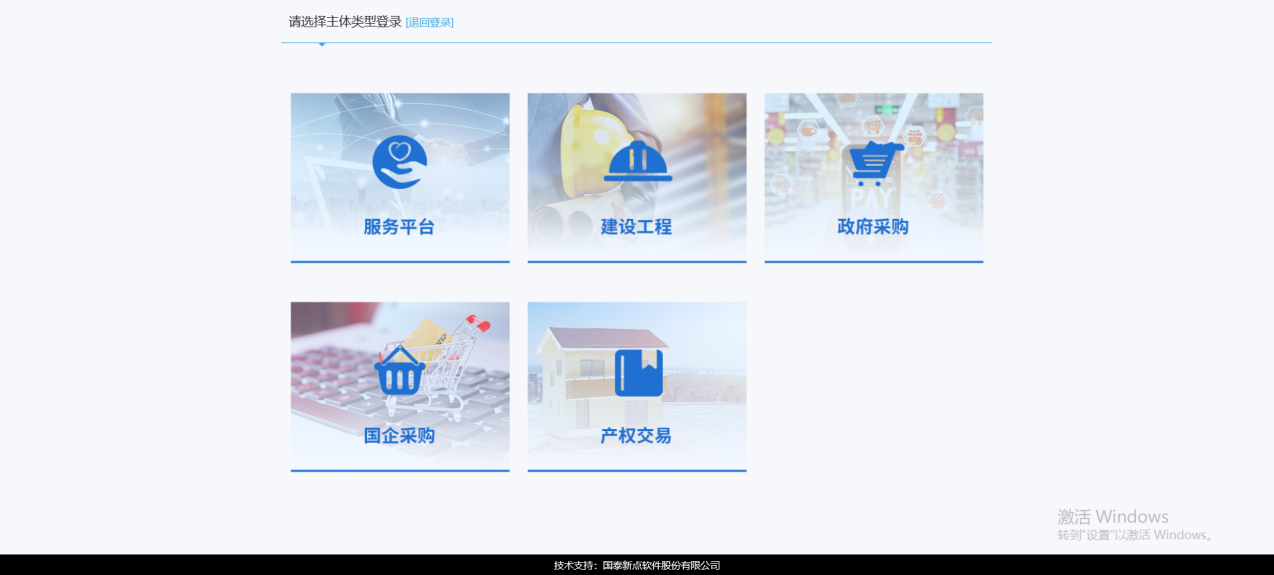 请选择主体类型登录 [退回登录]
服务平台
建设工程
PAY
政府采购
VIP
国企采购
产权交易
激活 Windows
转到"设置"以激活 Windows。
技术支持：国泰新点软件股份有限公司